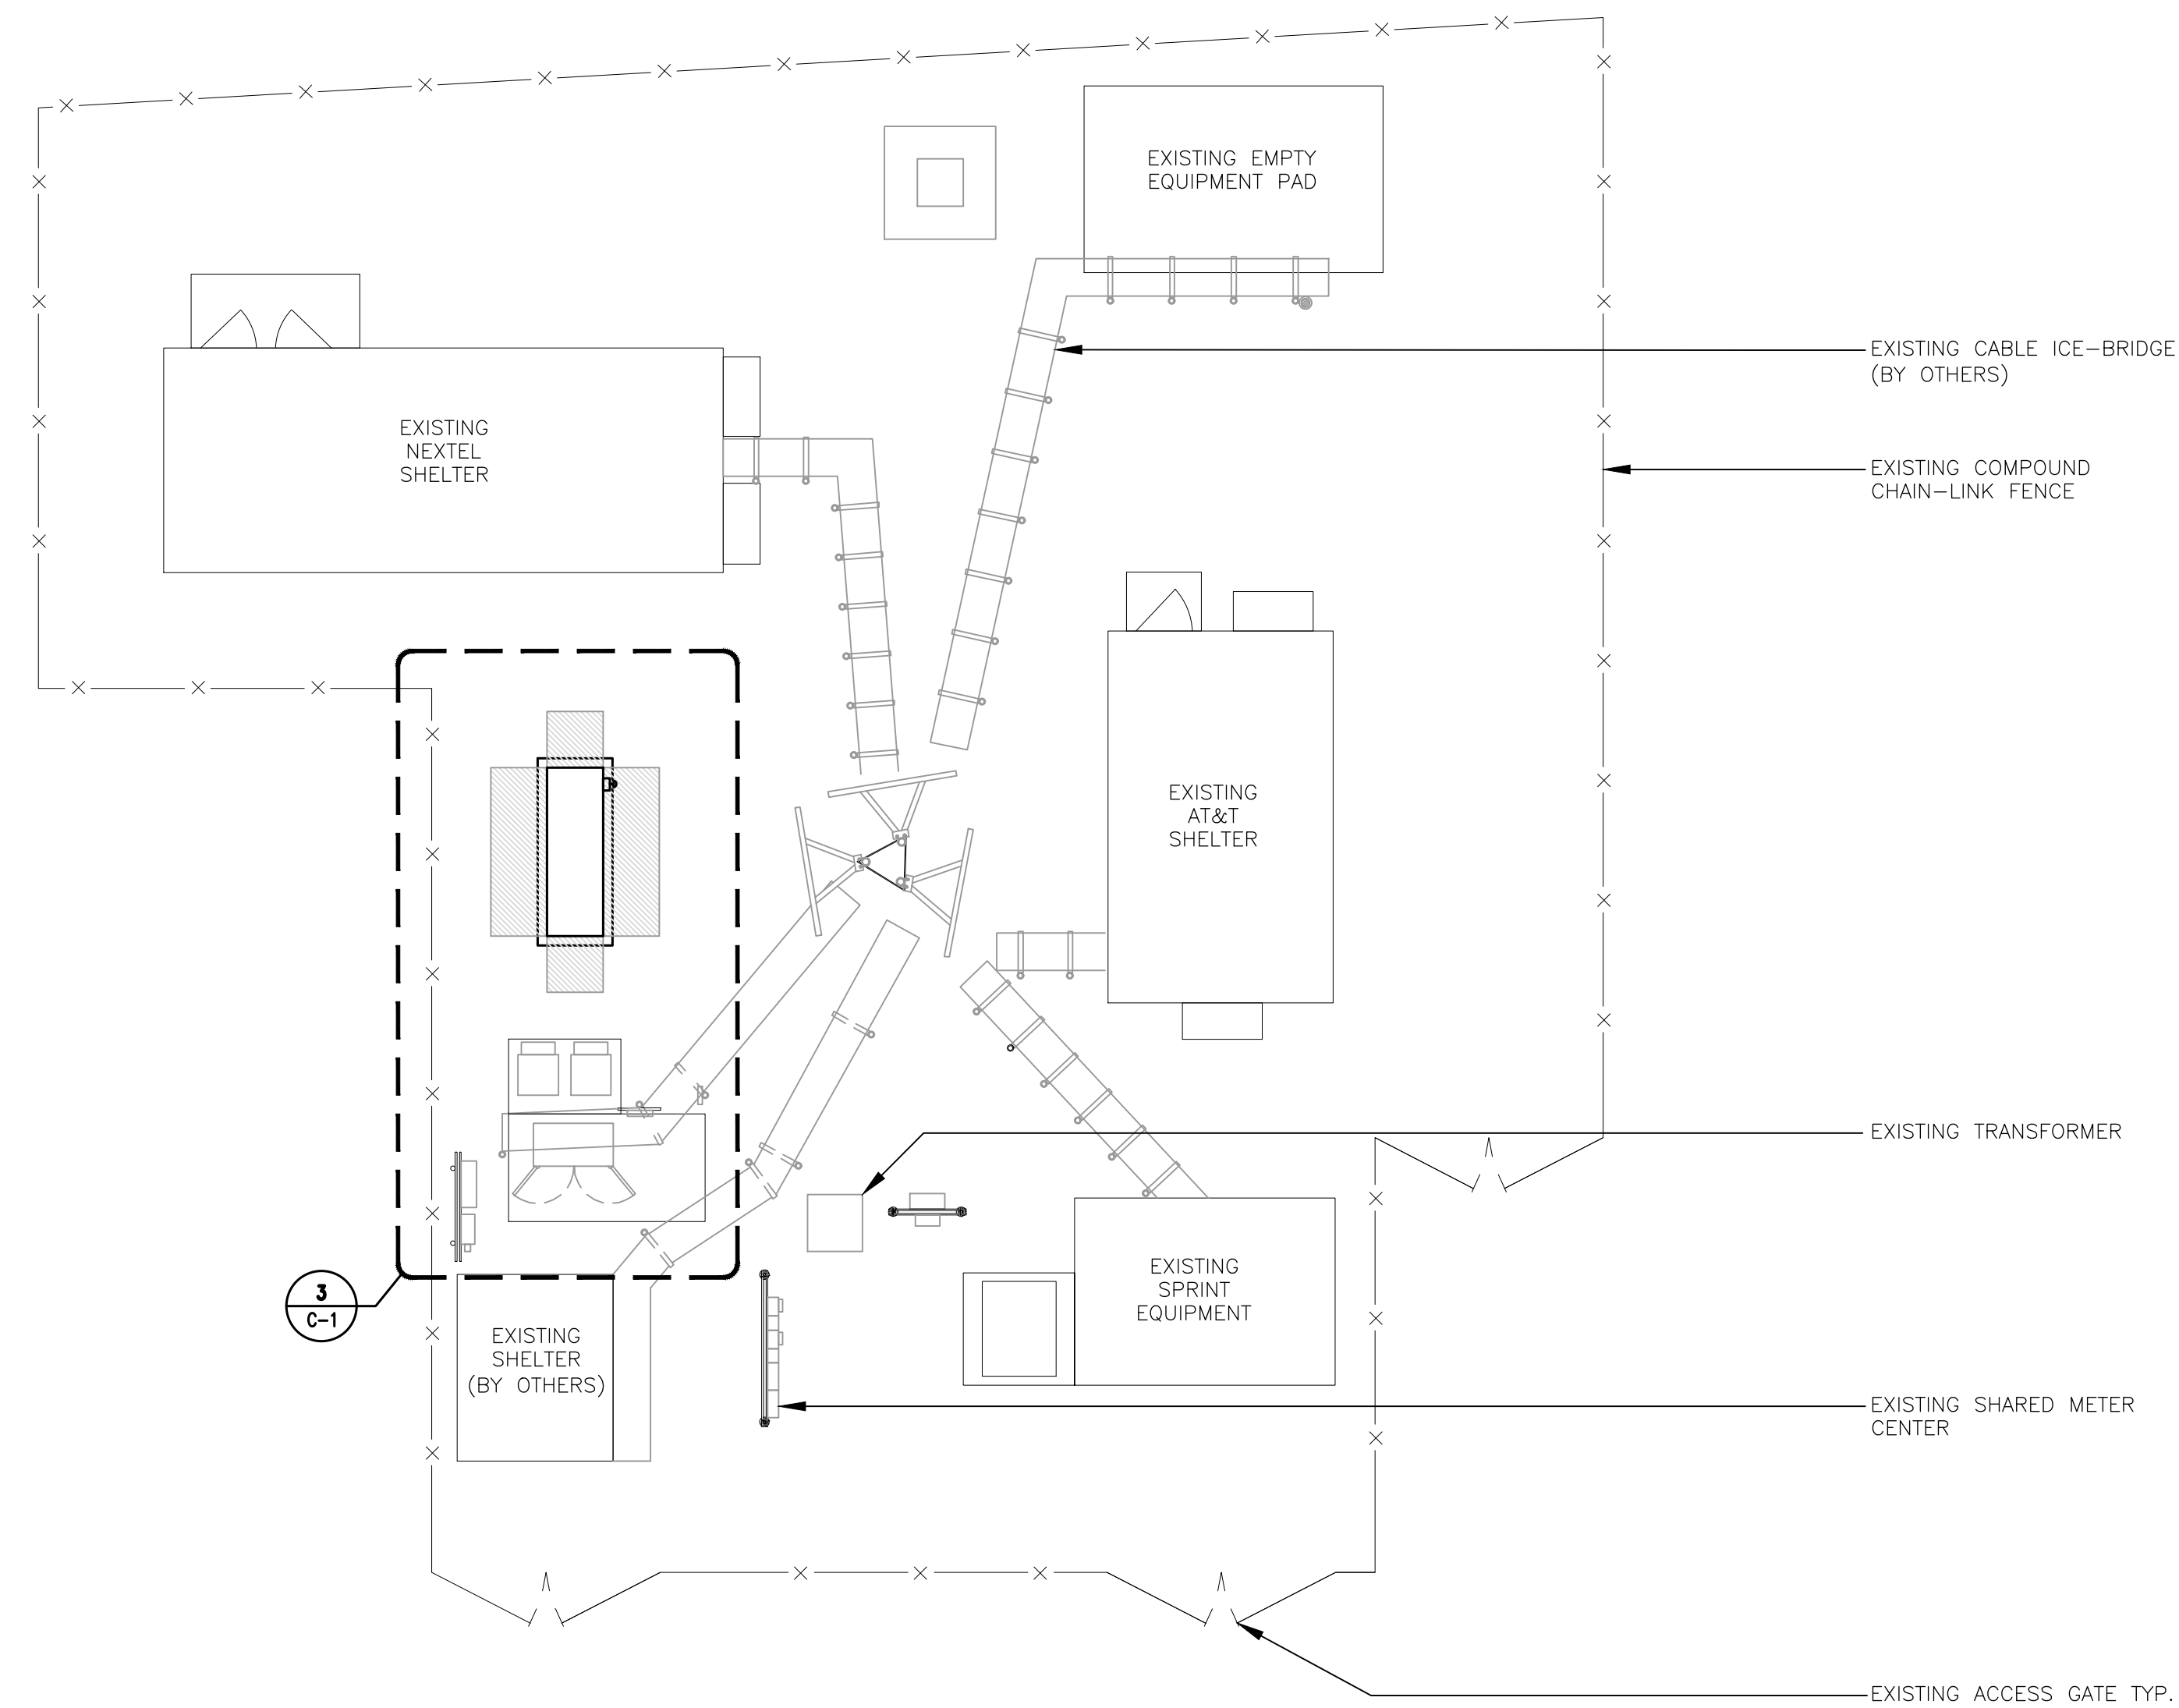 EXISTING EMPTY
EQUIPMENT PAD
EXISTING CABLE ICE-BRIDGE
(BY OTHERS)
EXISTING
NEXTEL
SHELTER
EXISTING COMPOUND
CHAIN-LINK FENCE
EXISTING
AT&T
SHELTER
EXISTING TRANSFORMER
EXISTING
SPRINT
EQUIPMENT
3
C-1
EXISTING
SHELTER
(BY OTHERS)
EXISTING SHARED METER
CENTER
EXISTING ACCESS GATE TYP.